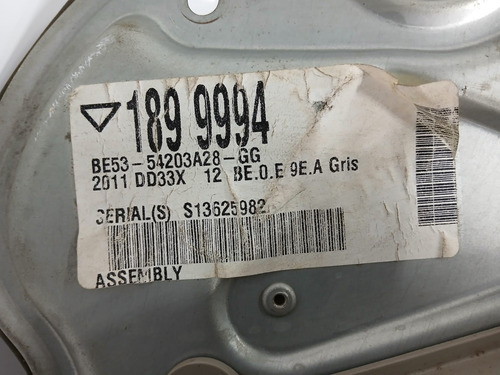 189 9994
BE53-54203A28-GG
2011 DD33X 12 BE.O.E 9E.A Gris
SERIAL(S) S13625982
ASSEMBLY